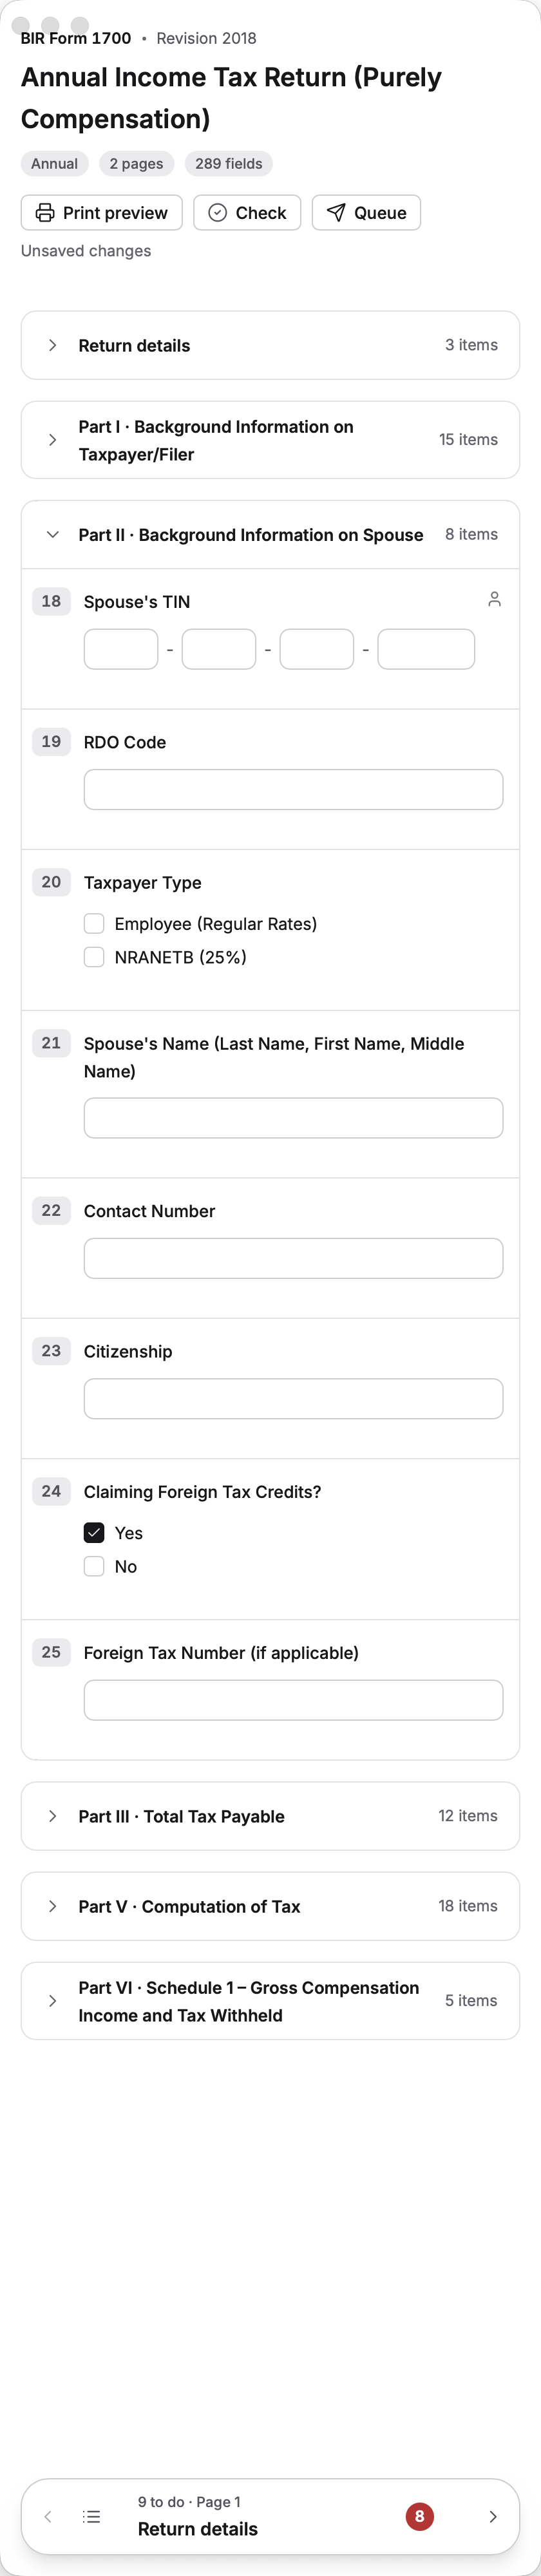 BIR Form 1700 • Revision 2018
Annual Income Tax Return (Purely
Compensation)
Annual 2 pages 289 fields
Print preview Check Queue
Unsaved changes
Return details 3 items
Part I · Background Information on
Taxpayer/Filer
15 items
Part II · Background Information on Spouse 8 items
18 Spouse's TIN
- - -
19 RDO Code
20 Taxpayer Type
Employee (Regular Rates)
NRANETB (25%)
21 Spouse's Name (Last Name, First Name, Middle
Name)
22 Contact Number
23 Citizenship
24 Claiming Foreign Tax Credits?
Yes
No
25 Foreign Tax Number (if applicable)
Part III · Total Tax Payable 12 items
Part V · Computation of Tax 18 items
Part VI · Schedule 1 – Gross Compensation
Income and Tax Withheld
5 items
9 to do · Page 1
Return details
8